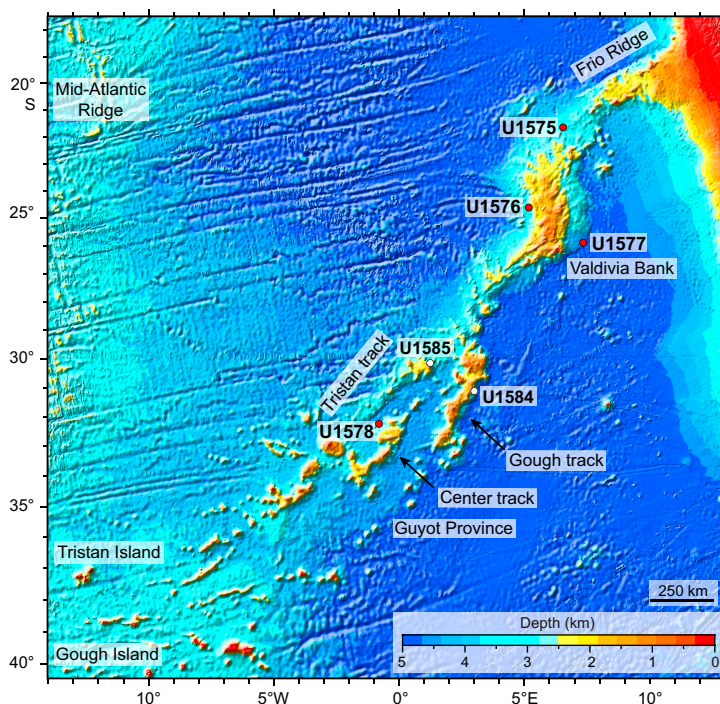 Frio Ridge
20°
S
Mid-Atlantic
Ridge
U1575
U1576
25°
U1577
Valdivia Bank
30°
Tristan track
U1585
U1584
U1578
Gough track
Center track
35°
Guyot Province
Tristan Island
250 km
Depth (km)
Gough Island
5 4 3 2 1 0
40°
10° 5°W 0° 5°E 10°